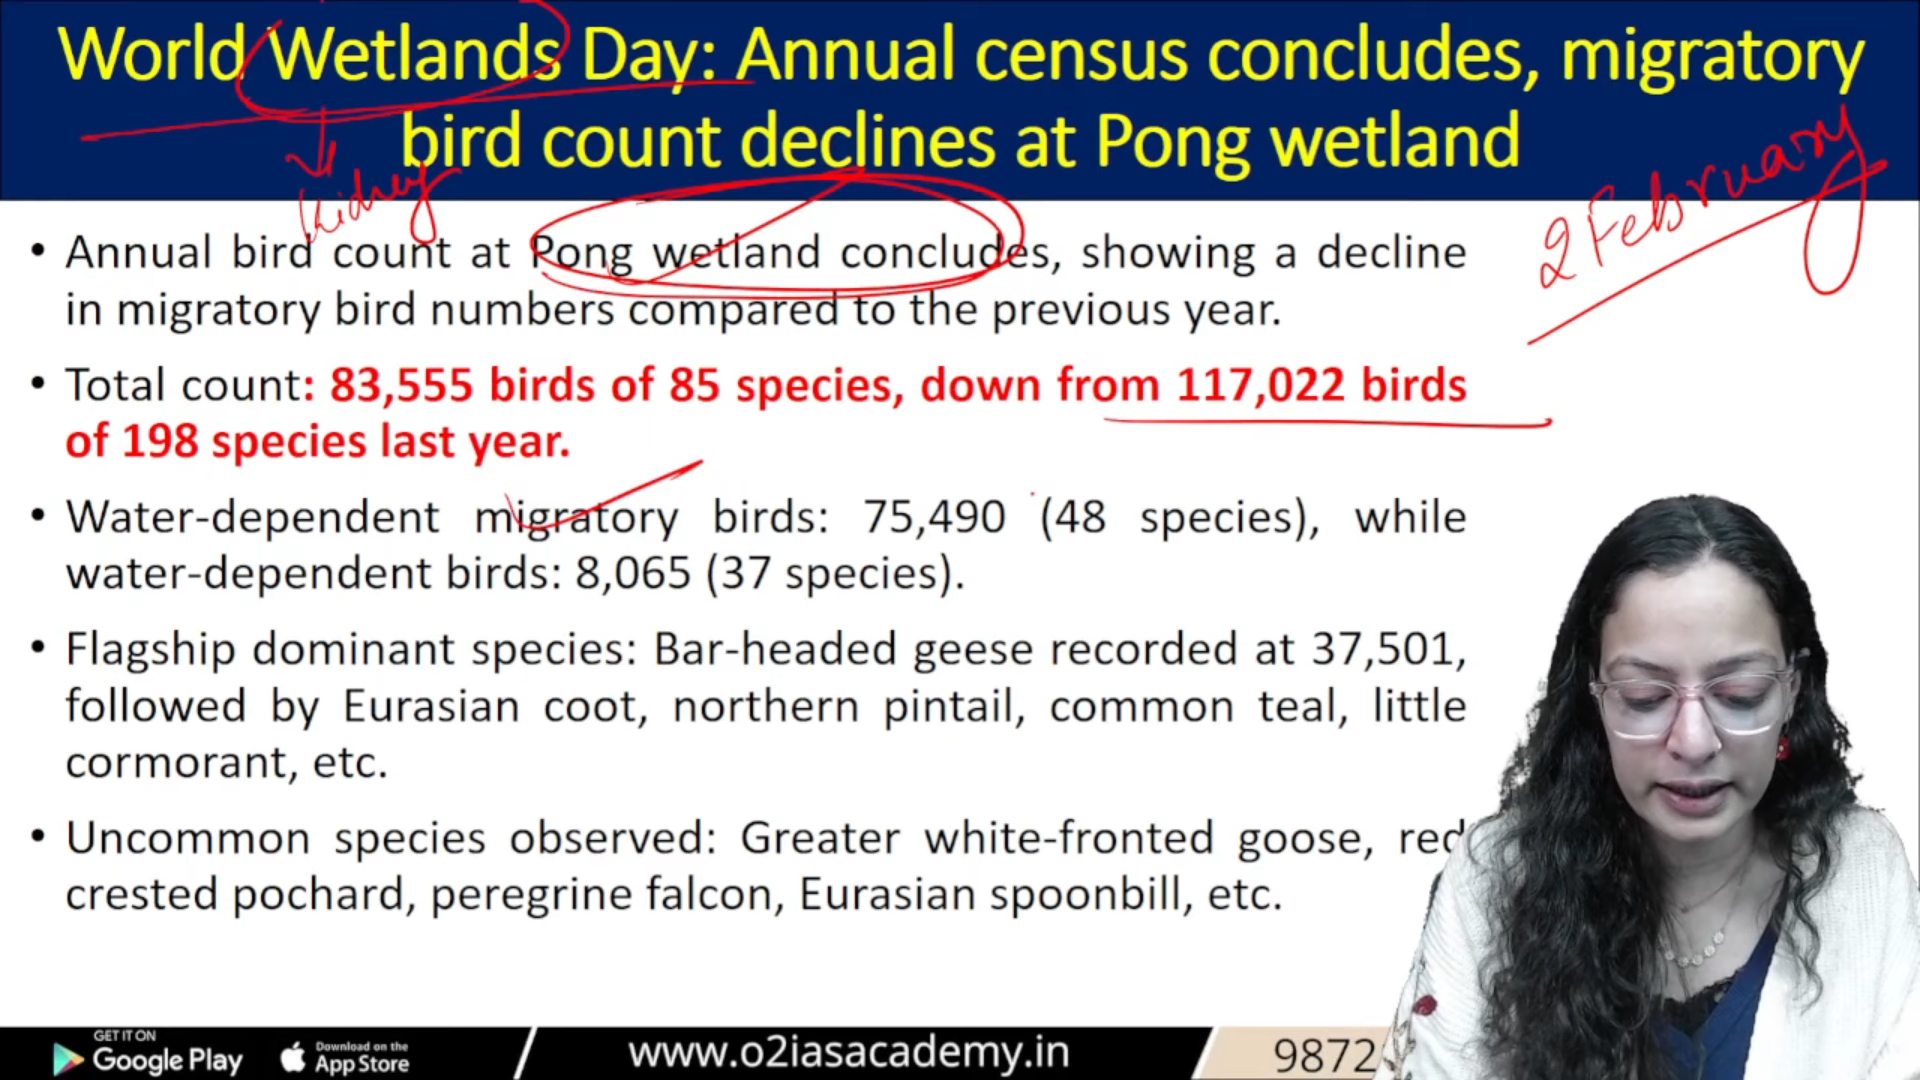 World Wetlands Day: Annual census concludes, migratory
bird count declines at Pong wetland
Kidney
2 February
• Annual bird count at Pong wetland concludes, showing a decline
in migratory bird numbers compared to the previous year.
• Total count: 83,555 birds of 85 species, down from 117,022 birds
of 198 species last year.
• Water-dependent migratory birds: 75,490 (48 species), while
water-dependent birds: 8,065 (37 species).
• Flagship dominant species: Bar-headed geese recorded at 37,501,
followed by Eurasian coot, northern pintail, common teal, little
cormorant, etc.
• Uncommon species observed: Greater white-fronted goose, red
crested pochard, peregrine falcon, Eurasian spoonbill, etc.
GET IT ON
Google Play
Download on the
App Store
www.o2iasacademy.in
9872